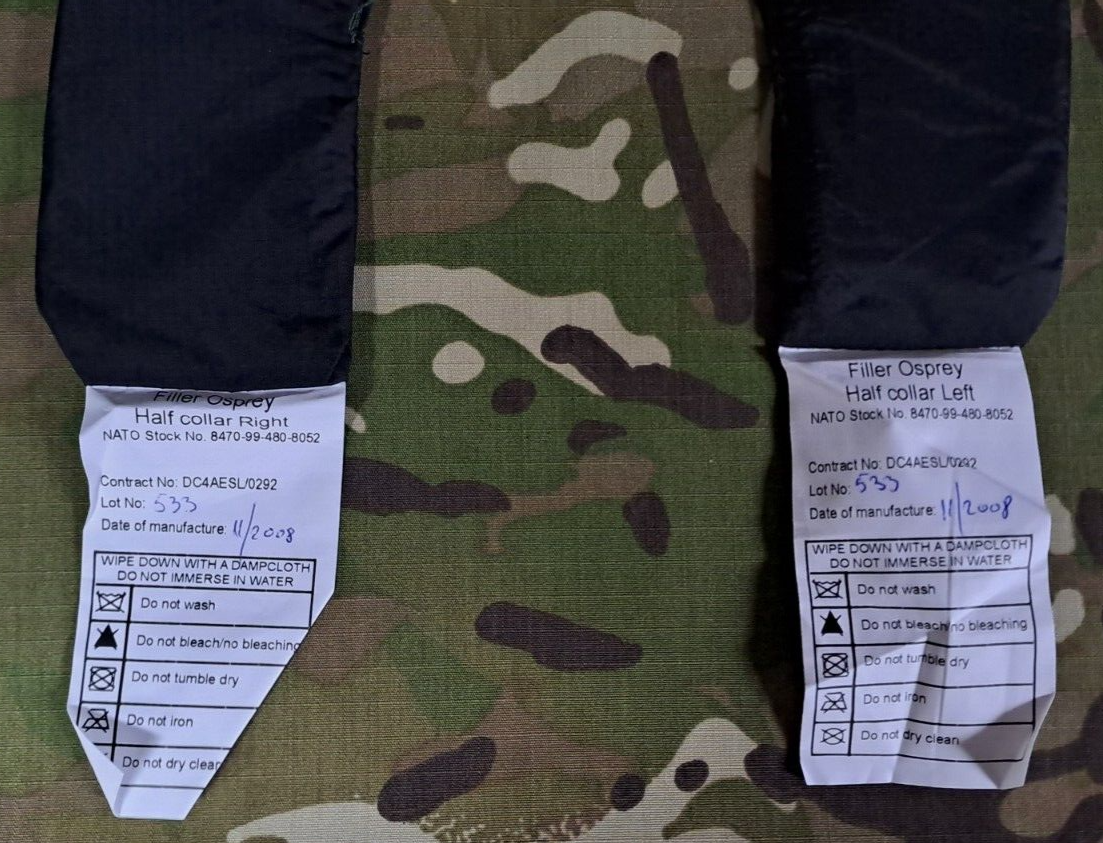 Filler Osprey
Half collar Right
NATO Stock No. 8470-99-480-8052
Contract No: DC4AESL/0292
Lot No: 533
Date of manufacture: 11/2008
WIPE DOWN WITH A DAMPCLOTH
DO NOT IMMERSE IN WATER
Do not wash
Do not bleach/no bleaching
Do not tumble dry
Do not iron
Do not dry clean
Filler Osprey
Half collar Left
NATO Stock No. 8470-99-480-8052
Contract No: DC4AESL/0292
Lot No: 533
Date of manufacture: 11/2008
WIPE DOWN WITH A DAMPCLOTH
DO NOT IMMERSE IN WATER
Do not wash
Do not bleach/no bleaching
Do not tumble dry
Do not iron
Do not dry clean